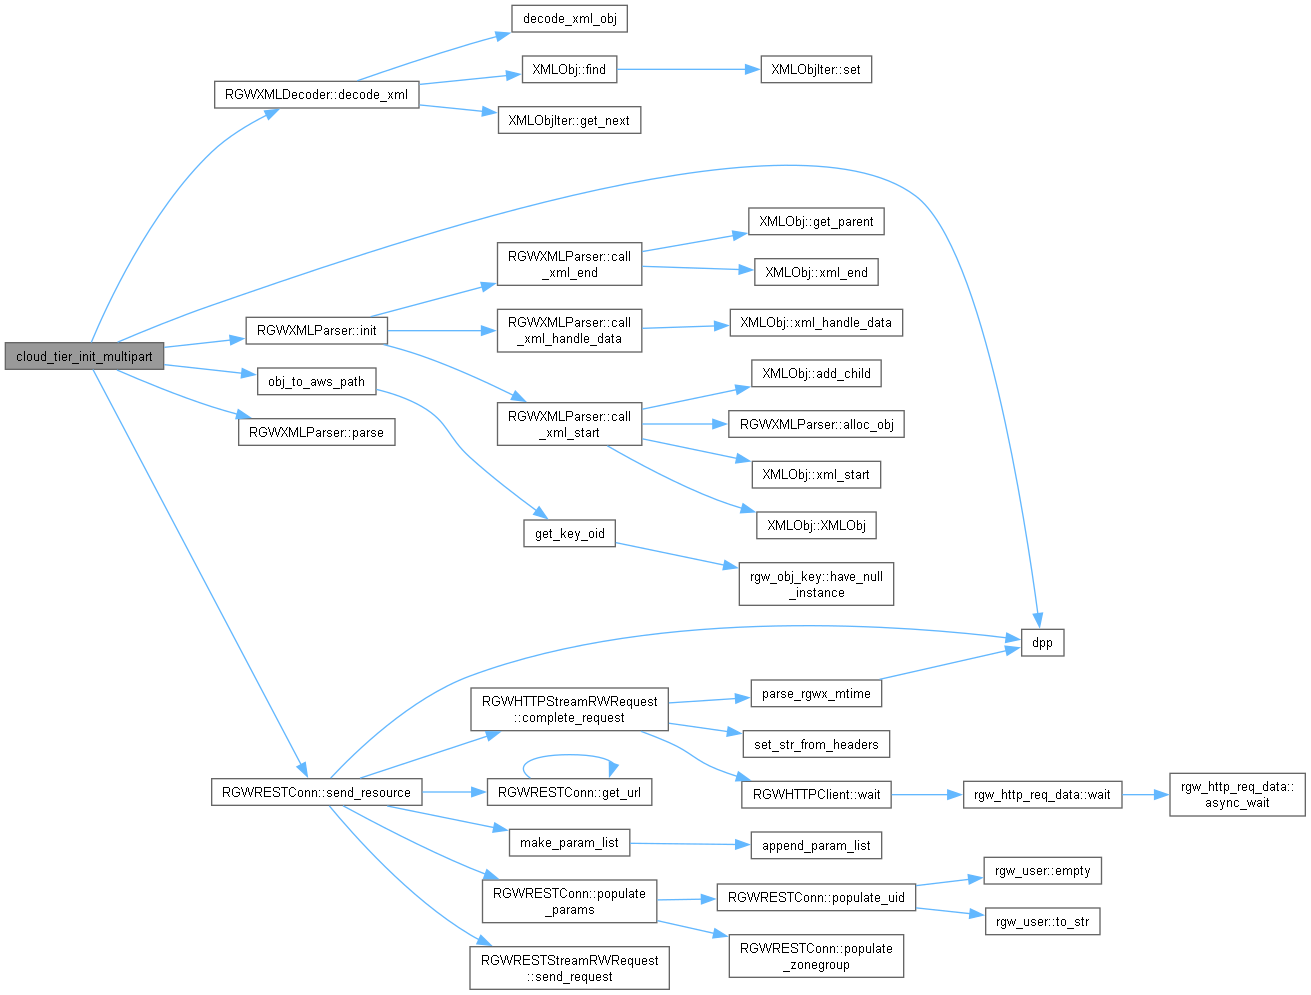 decode_xml_obj
XMLObj::find
XMLObjIter::set
RGWXMLDecoder::decode_xml
XMLObjIter::get_next
XMLObj::get_parent
RGWXMLParser::call
_xml_end
XMLObj::xml_end
RGWXMLParser::init
RGWXMLParser::call
_xml_handle_data
XMLObj::xml_handle_data
cloud_tier_init_multipart
obj_to_aws_path
XMLObj::add_child
RGWXMLParser::call
_xml_start
RGWXMLParser::alloc_obj
RGWXMLParser::parse
XMLObj::xml_start
XMLObj::XMLObj
get_key_oid
rgw_obj_key::have_null
_instance
dpp
parse_rgwx_mtime
RGWHTTPStreamRWRequest
::complete_request
set_str_from_headers
RGWRESTConn::send_resource
RGWRESTConn::get_url
RGWHTTPClient::wait
rgw_http_req_data::wait
rgw_http_req_data::
async_wait
make_param_list
append_param_list
rgw_user::empty
RGWRESTConn::populate
_params
RGWRESTConn::populate_uid
rgw_user::to_str
RGWRESTConn::populate
_zonegroup
RGWRESTStreamRWRequest
::send_request